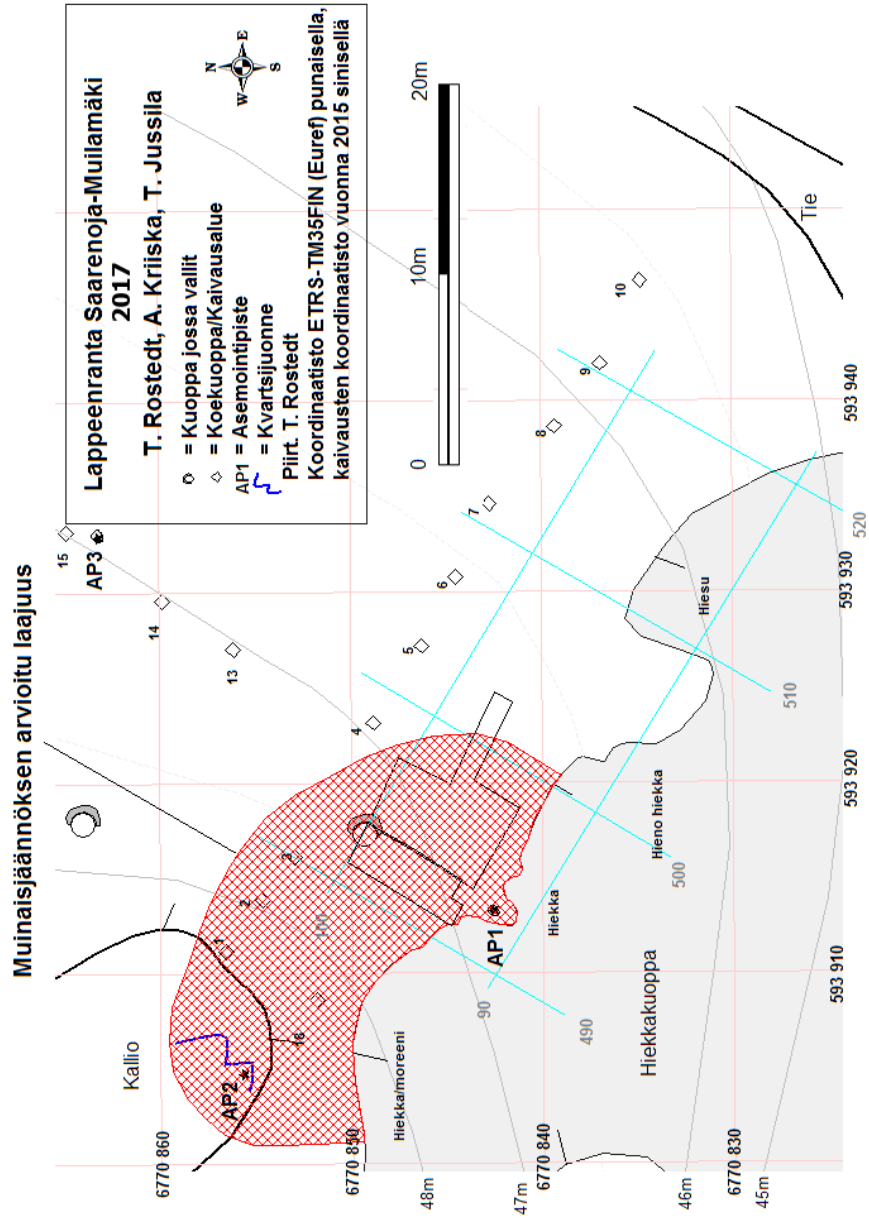 Muinaisjäännöksen arvioitu laajuus
Lappeenranta Saarenoja-Muilamäki
2017
T. Rostedt, A. Kriiska, T. Jussila
= Kuoppa jossa vallit
= Koekuoppa/Kaivausalue
AP1 = Asemointipiste
= Kvartsijuonne
Piirt. T. Rostedt
Koordinaatisto ETRS-TM35FIN (Euref) punaisella,
kaivausten koordinaatisto vuonna 2015 sinisellä
N
W
E
S
0
10m
20m
15
AP3
14
13
Kallio
1
2
3
4
5
6
7
8
9
10
16
AP2
100
AP1
90
490
500
510
520
Hiekka/moreeni
Hiekka
Hieno hiekka
Hiesu
Hiekkakuoppa
Tie
6770 860
6770 850
6770 840
6770 830
48m
47m
46m
45m
593 910
593 920
593 930
593 940